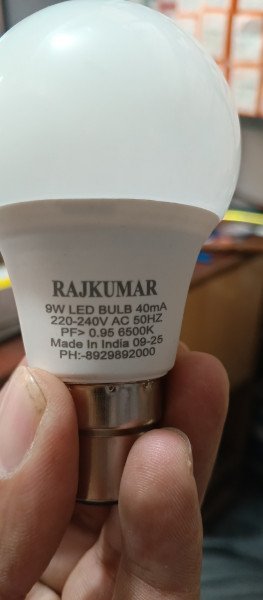 RAJKUMAR
9W LED BULB 40mA
220-240V AC 50HZ
PF> 0.95 6500K
Made In India 09-25
PH:-8929892000